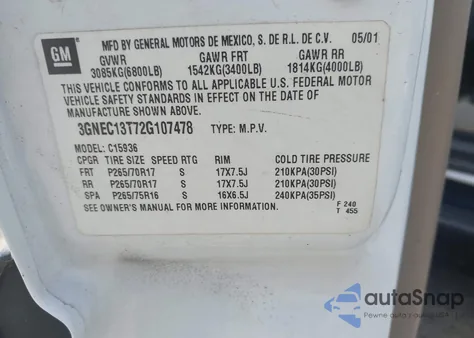 GM
MFD BY GENERAL MOTORS DE MEXICO, S. DE R.L. DE C.V. 05/01
GVWR GAWR FRT GAWR RR
3085KG(6800LB) 1542KG(3400LB) 1814KG(4000LB)
THIS VEHICLE CONFORMS TO ALL APPLICABLE U.S. FEDERAL MOTOR
VEHICLE SAFETY STANDARDS IN EFFECT ON THE DATE OF
MANUFACTURE SHOWN ABOVE.
3GNEC13T72G107478 TYPE: M.P.V.
MODEL: C15936
CPGR TIRE SIZE SPEED RTG RIM COLD TIRE PRESSURE
FRT P265/70R17 S 17X7.5J 210KPA(30PSI)
RR P265/70R17 S 17X7.5J 210KPA(30PSI)
SPA P265/75R16 S 16X6.5J 240KPA(35PSI)
SEE OWNER'S MANUAL FOR MORE INFORMATION. F 240
T 455
autoSnap
Pewne auta z USA